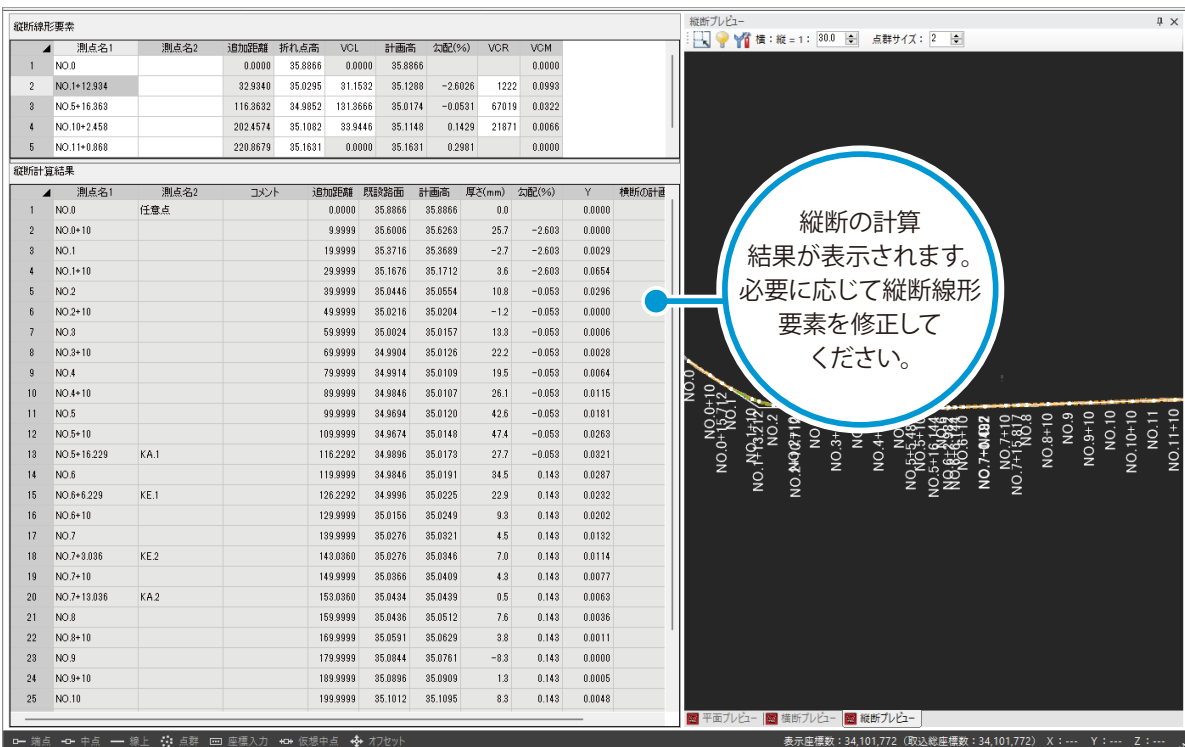 縦断線形要素
測点名1 測点名2 追加距離 折れ点高 VCL 計画高 勾配(%) VCR VCM
1 NO.0 0.0000 35.8866 0.0000 35.8866 0.0000
2 NO.1+12.934 32.9340 35.0295 31.1532 35.1288 -2.6026 1222 0.0993
3 NO.5+16.363 116.3632 34.9852 131.3666 35.0174 -0.0531 67019 0.0322
4 NO.10+2.458 202.4574 35.1082 33.9446 35.1148 0.1429 21871 0.0066
5 NO.11+0.868 220.8679 35.1631 0.0000 35.1631 0.2981 0.0000
縦断計算結果
測点名1 測点名2 コメント 追加距離 既設路面 計画高 厚さ(mm) 勾配(%) Y 横断の計画
1 NO.0 任意点 0.0000 35.8866 35.8866 0.0 0.0000
2 NO.0+10 9.9999 35.6006 35.6263 25.7 -2.603 0.0000
3 NO.1 19.9999 35.3716 35.3689 -2.7 -2.603 0.0029
4 NO.1+10 29.9999 35.1676 35.1712 3.6 -2.603 0.0654
5 NO.2 39.9999 35.0446 35.0554 10.8 -0.053 0.0296
6 NO.2+10 49.9999 35.0216 35.0204 -1.2 -0.053 0.0000
7 NO.3 59.9999 35.0024 35.0157 13.3 -0.053 0.0006
8 NO.3+10 69.9999 34.9904 35.0126 22.2 -0.053 0.0028
9 NO.4 79.9999 34.9914 35.0109 19.5 -0.053 0.0064
10 NO.4+10 89.9999 34.9846 35.0107 26.1 -0.053 0.0115
11 NO.5 99.9999 34.9694 35.0120 42.6 -0.053 0.0181
12 NO.5+10 109.9999 34.9674 35.0148 47.4 -0.053 0.0263
13 NO.5+16.229 KA.1 116.2292 34.9896 35.0173 27.7 -0.053 0.0321
14 NO.6 119.9999 34.9846 35.0191 34.5 0.143 0.0287
15 NO.6+6.229 KE.1 126.2292 34.9996 35.0225 22.9 0.143 0.0232
16 NO.6+10 129.9999 35.0156 35.0249 9.3 0.143 0.0202
17 NO.7 139.9999 35.0276 35.0321 4.5 0.143 0.0132
18 NO.7+3.036 KE.2 143.0360 35.0276 35.0346 7.0 0.143 0.0114
19 NO.7+10 149.9999 35.0366 35.0409 4.3 0.143 0.0077
20 NO.7+13.036 KA.2 153.0360 35.0434 35.0439 0.5 0.143 0.0063
21 NO.8 159.9999 35.0436 35.0512 7.6 0.143 0.0036
22 NO.8+10 169.9999 35.0591 35.0629 3.8 0.143 0.0011
23 NO.9 179.9999 35.0844 35.0761 -8.3 0.143 0.0000
24 NO.9+10 189.9999 35.0896 35.0909 1.3 0.143 0.0005
25 NO.10 199.9999 35.1012 35.1095 8.3 0.143 0.0048
縦断プレビュー
横:縦=1: 30.0 点群サイズ: 2
縦断の計算
結果が表示されます。
必要に応じて縦断線形
要素を修正して
ください。
NO.0
NO.0+10
NO.0+15.712
NO.1
NO.2
NO.7+10
NO.7+15.817
NO.8
NO.8+10
NO.9
NO.9+10
NO.10
NO.10+10
NO.11
NO.11+10
平面プレビュー 横断プレビュー 縦断プレビュー
端点 中点 線上 点群 座標入力 仮想中点 オフセット
表示座標数:34,101,772(取込総座標数:34,101,772) X:--- Y:--- Z:---